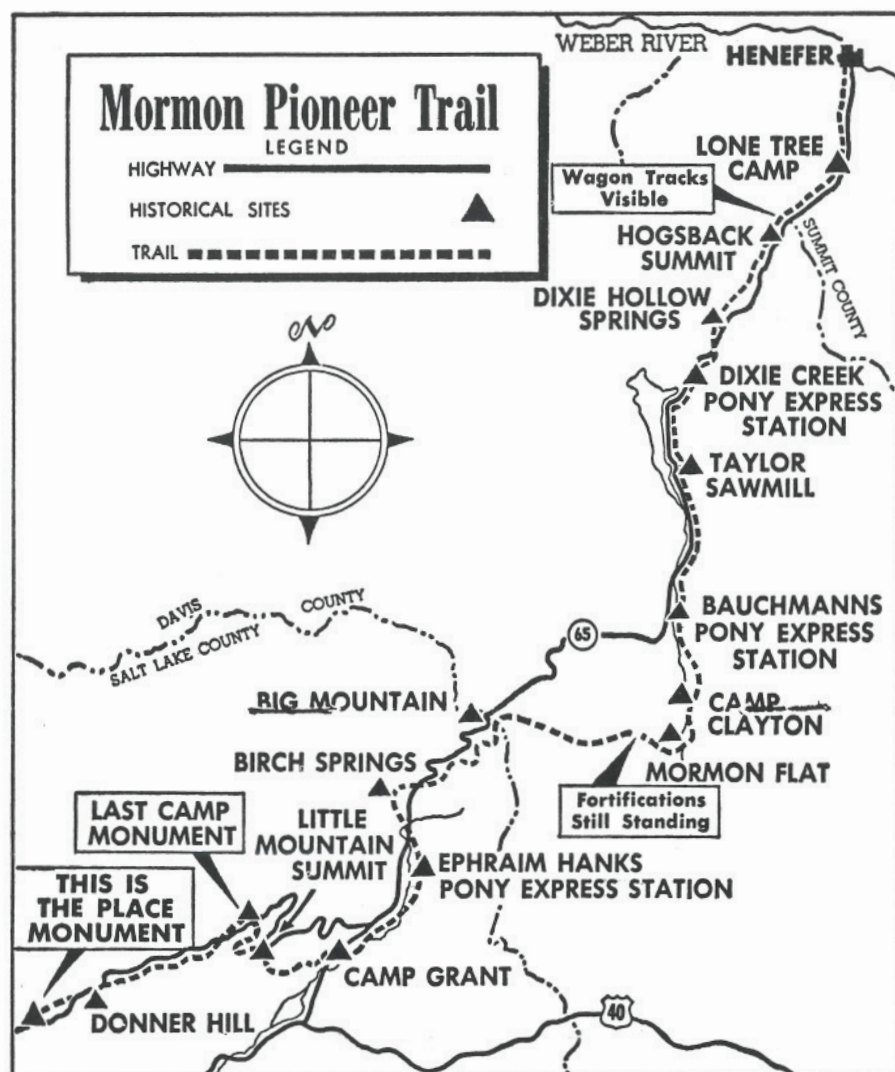 Mormon Pioneer Trail
LEGEND
HIGHWAY
HISTORICAL SITES
TRAIL
WEBER RIVER
HENEFER
LONE TREE
CAMP
Wagon Tracks
Visible
HOGSBACK
SUMMIT
SUMMIT COUNTY
DIXIE HOLLOW
SPRINGS
N
DIXIE CREEK
PONY EXPRESS
STATION
TAYLOR
SAWMILL
BAUCHMANNS
PONY EXPRESS
STATION
DAVIS COUNTY
SALT LAKE COUNTY
65
BIG MOUNTAIN
CAMP
CLAYTON
MORMON FLAT
Fortifications
Still Standing
BIRCH SPRINGS
LAST CAMP
MONUMENT
LITTLE
MOUNTAIN
SUMMIT
EPHRAIM HANKS
PONY EXPRESS STATION
THIS IS
THE PLACE
MONUMENT
CAMP GRANT
DONNER HILL
40